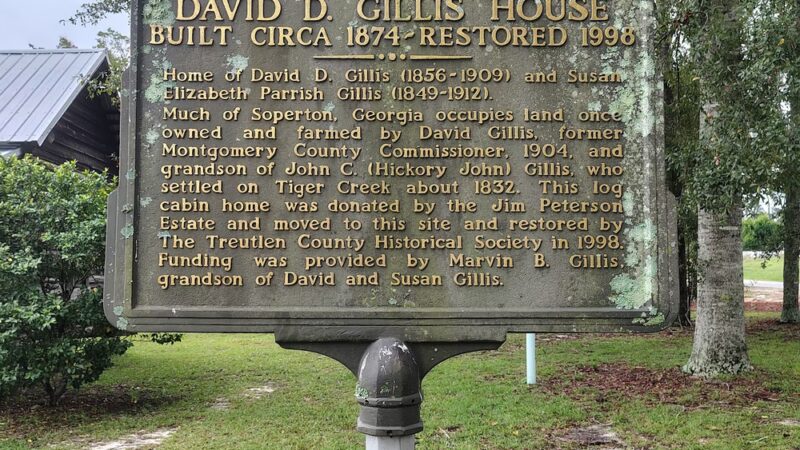 DAVID D. GILLIS HOUSE
BUILT CIRCA 1874-RESTORED 1998
Home of David D. Gillis (1856-1909) and Susan
Elizabeth Parrish Gillis (1849-1912).
Much of Soperton, Georgia occupies land once
owned and farmed by David Gillis, former
Montgomery County Commissioner, 1904, and
grandson of John C. (Hickory John) Gillis, who
settled on Tiger Creek about 1832. This log
cabin home was donated by the Jim Peterson
Estate and moved to this site and restored by
The Treutlen County Historical Society in 1998.
Funding was provided by Marvin B. Gillis,
grandson of David and Susan Gillis.